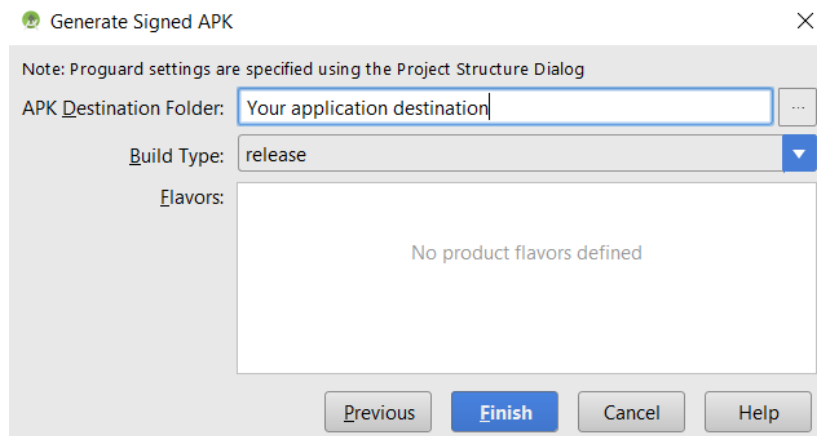 Generate Signed APK
Note: Proguard settings are specified using the Project Structure Dialog
APK Destination Folder: Your application destination ...
Build Type: release
Flavors:
No product flavors defined
Previous Finish Cancel Help